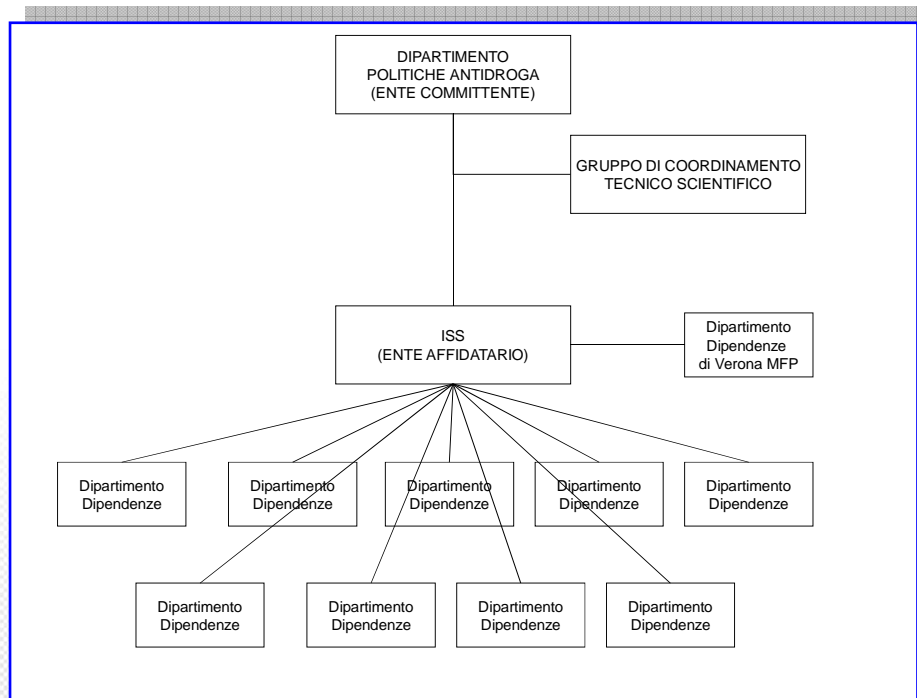 DIPARTIMENTO
POLITICHE ANTIDROGA
(ENTE COMMITTENTE)
GRUPPO DI COORDINAMENTO
TECNICO SCIENTIFICO
ISS
(ENTE AFFIDATARIO)
Dipartimento
Dipendenze
di Verona MFP
Dipartimento
Dipendenze
Dipartimento
Dipendenze
Dipartimento
Dipendenze
Dipartimento
Dipendenze
Dipartimento
Dipendenze
Dipartimento
Dipendenze
Dipartimento
Dipendenze
Dipartimento
Dipendenze
Dipartimento
Dipendenze